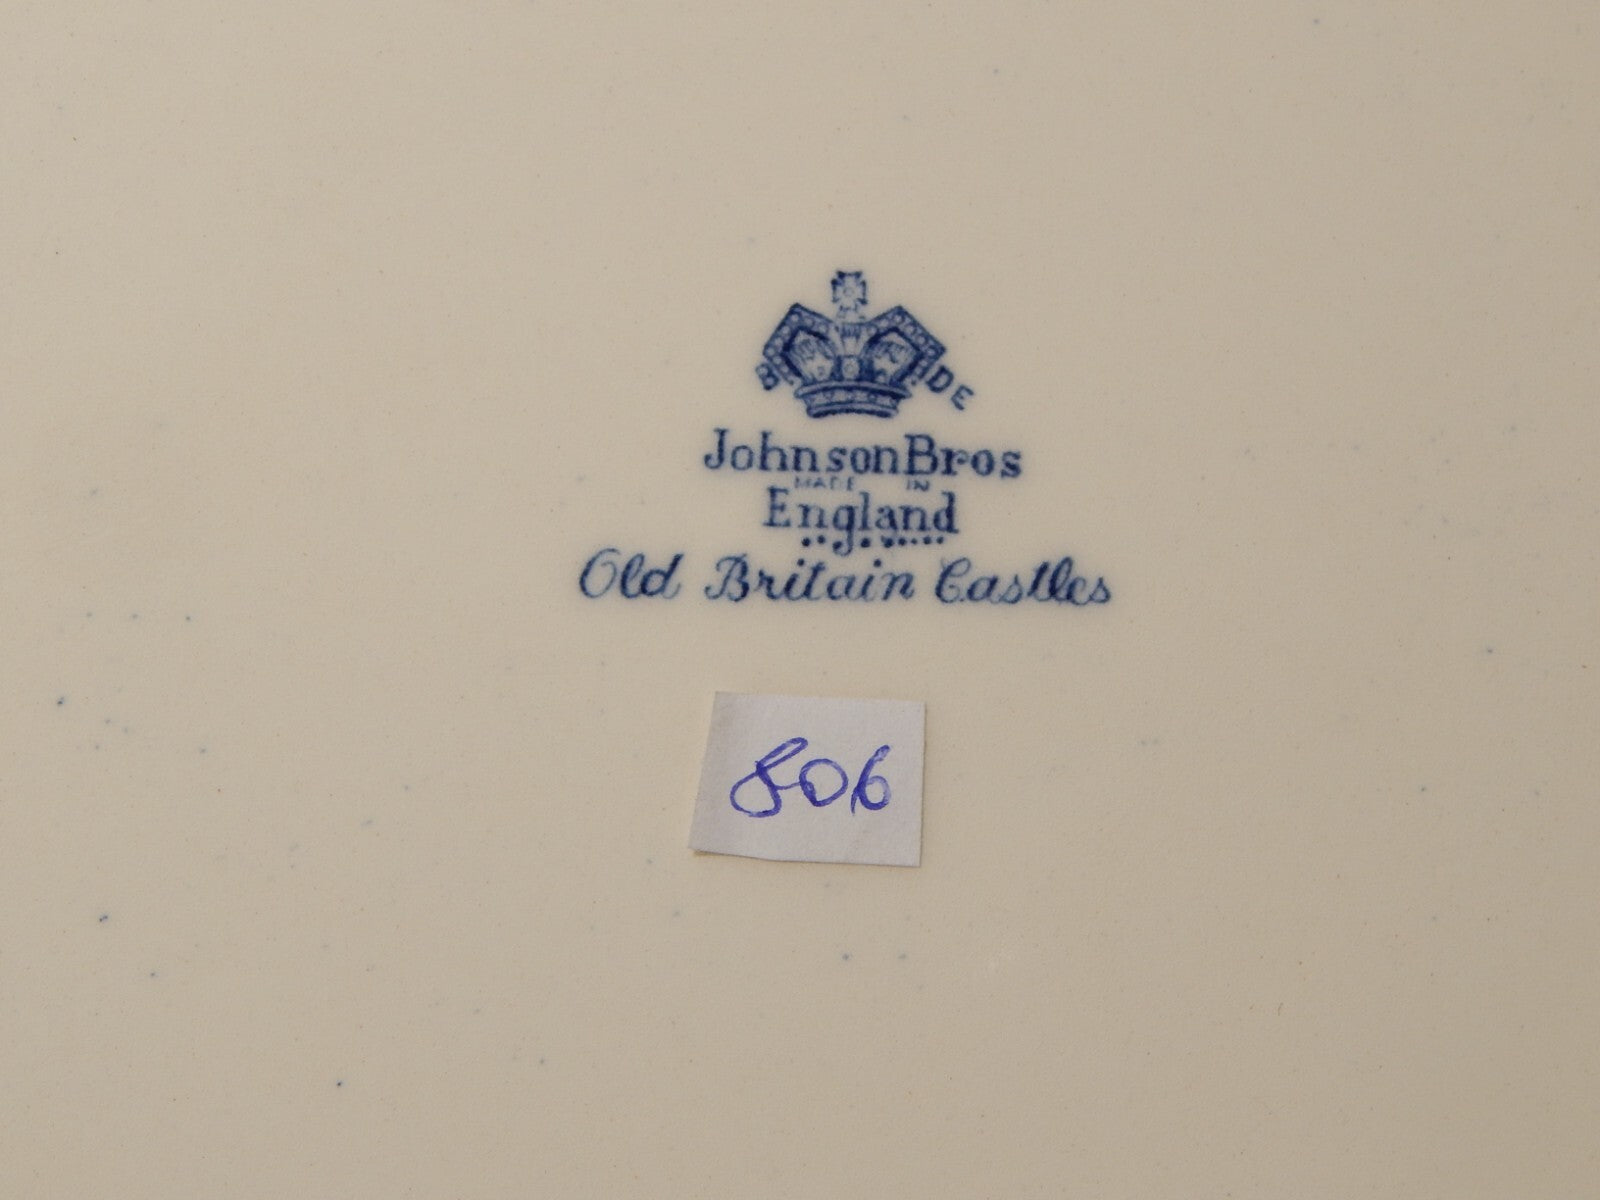 B DE
Johnson Bros
MADE IN
England
Old Britain Castles
806